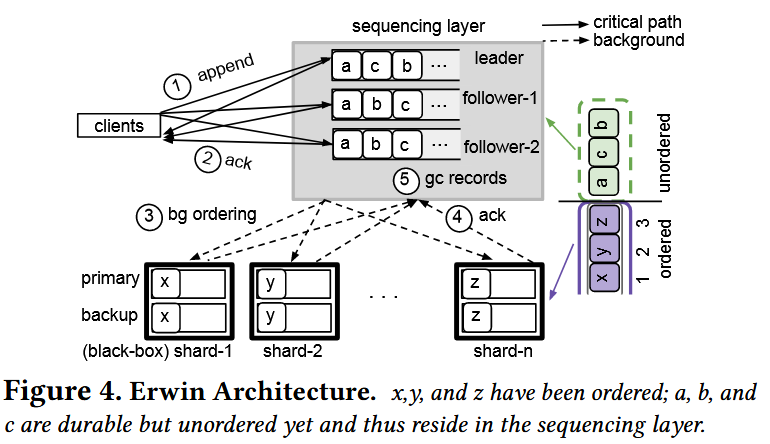 sequencing layer
critical path
background
a c b ... leader
a b c ... follower-1
a b c ... follower-2
1 append
clients
2 ack
5 gc records
3 bg ordering
4 ack
a c b
unordered
x y z
1 2 3
ordered
primary x y z
backup x y z
. . .
(black-box) shard-1 shard-2 shard-n
Figure 4. Erwin Architecture. x,y, and z have been ordered; a, b, and
c are durable but unordered yet and thus reside in the sequencing layer.